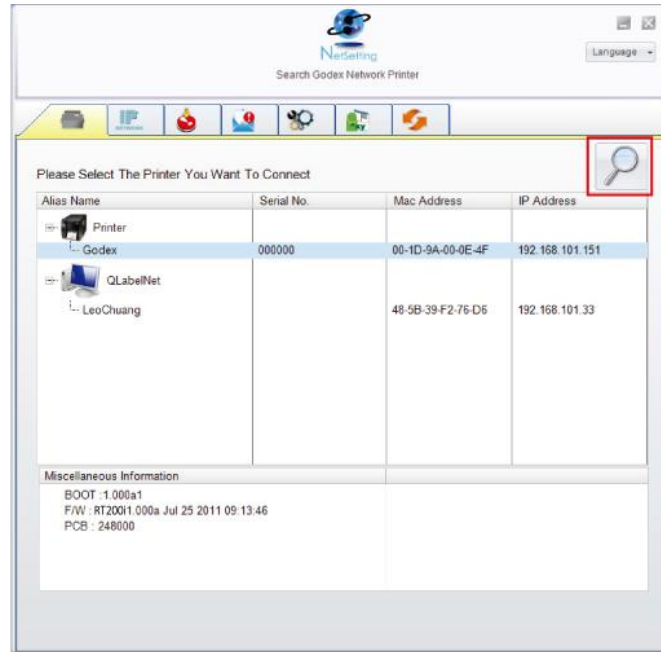 NetSetting
Language
Search Godex Network Printer
IP
Please Select The Printer You Want To Connect
Alias Name Serial No. Mac Address IP Address
Printer
Godex 000000 00-1D-9A-00-0E-4F 192.168.101.151
QLabelNet
LeoChuang 48-5B-39-F2-76-D6 192.168.101.33
Miscellaneous Information
BOOT :1.000a1
F/W : RT200i1.000a Jul 25 2011 09:13:46
PCB : 248000